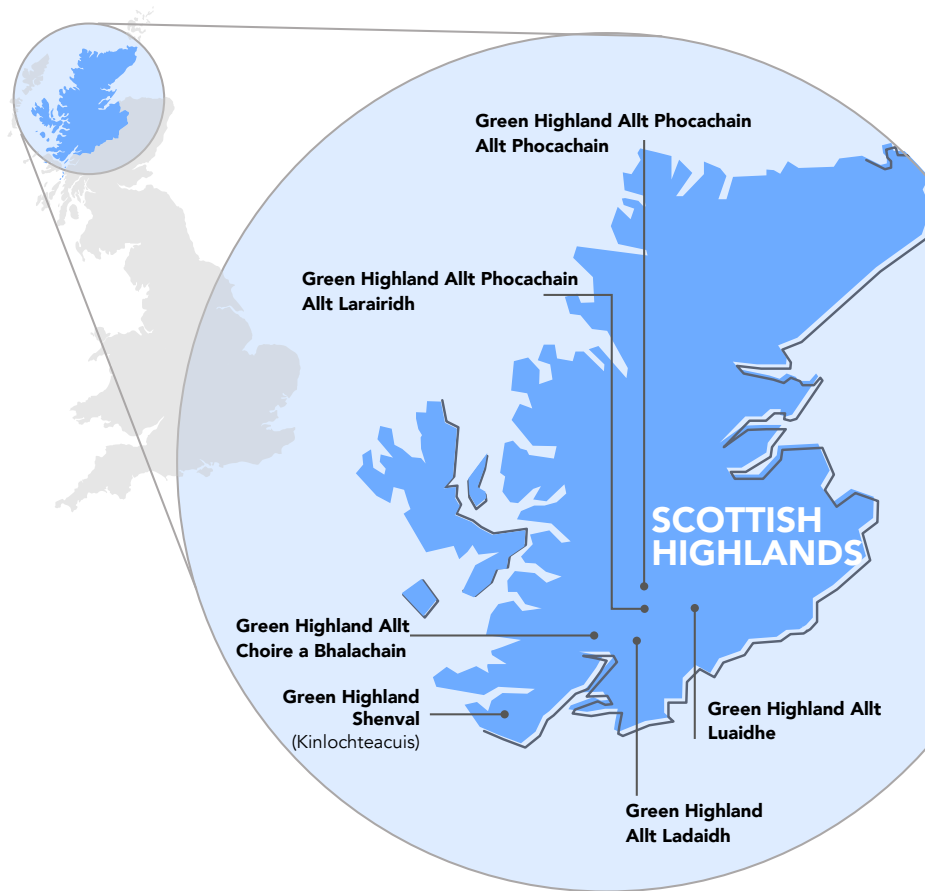 Green Highland Allt Phocachain
Allt Phocachain
Green Highland Allt Phocachain
Allt Larairidh
SCOTTISH
HIGHLANDS
Green Highland Allt
Choire a Bhalachain
Green Highland
Shenval
(Kinlochteacuis)
Green Highland Allt
Luaidhe
Green Highland
Allt Ladaidh